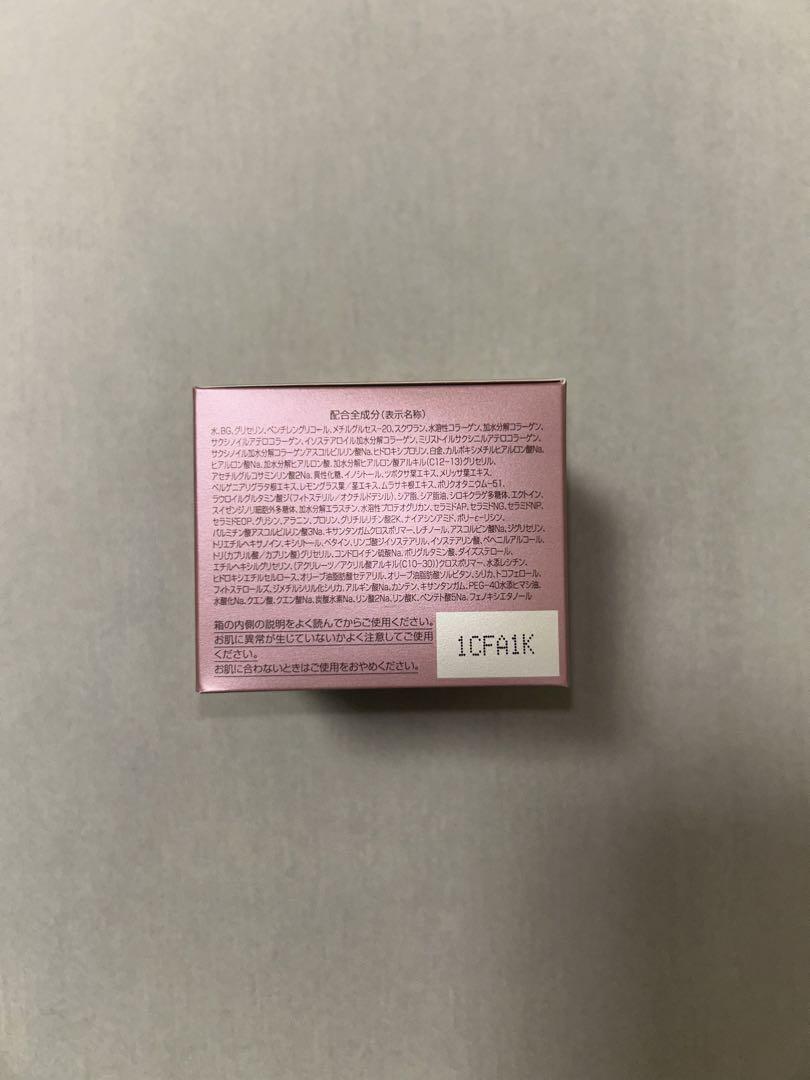 配合全成分(表示名称)
水、BG、グリセリン、ペンチレングリコール、メチルグルセス-20、スクワラン、水溶性コラーゲン、加水分解コラーゲン、
サクシノイルアテロコラーゲン、イソステアロイル加水分解コラーゲン、ミリストイルサクシニルアテロコラーゲン、
サクシノイル加水分解コラーゲンアスコルビルリン酸Na、ヒドロキシプロリン、白金、カルボキシメチルヒアルロン酸Na、
ヒアルロン酸Na、加水分解ヒアルロン酸、加水分解ヒアルロン酸アルキル(C12-13)グリセリル、
アセチルグルコサミンリン酸2Na、異性化糖、イノシトール、ツボクサ葉エキス、メリッサ葉エキス、
ベルゲニアリグラタ根エキス、レモングラス葉/茎エキス、ムラサキ根エキス、ポリクオタニウム-51、
ラウロイルグルタミン酸ジ(フィトステリル/オクチルドデシル)、シア脂、シア脂油、シロキクラゲ多糖体、エクトイン、
スイゼンジノリ細胞外多糖体、加水分解エラスチン、水溶性プロテオグリカン、セラミドAP、セラミドNG、セラミドNP、
セラミドEOP、グリシン、アラニン、プロリン、グリチルリチン酸2K、ナイアシンアミド、ポリ-ε-リシン、
パルミチン酸アスコルビルリン酸3Na、キサンタンガムクロスポリマー、レチノール、アスコルビン酸Na、ジグリセリン、
トリエチルヘキサノイン、キシリトール、ベタイン、リンゴ酸ジイソステアリル、イソステアリン酸、ベヘニルアルコール、
トリ(カプリル酸/カプリン酸)グリセリル、コンドロイチン硫酸Na、ポリグルタミン酸、ダイズステロール、
エチルヘキシルグリセリン、(アクリレーツ/アクリル酸アルキル(C10-30))クロスポリマー、水添レシチン、
ヒドロキシエチルセルロース、オリーブ油脂肪酸セテアリル、オリーブ油脂肪酸ソルビタン、シリカ、トコフェロール、
フィトステロールズ、ジメチルシリル化シリカ、アルギン酸Na、カンテン、キサンタンガム、PEG-40水添ヒマシ油、
水酸化Na、クエン酸、クエン酸Na、炭酸水素Na、リン酸2Na、リン酸K、ペンテト酸5Na、フェノキシエタノール
箱の内側の説明をよく読んでからご使用ください。
お肌に異常が生じていないかよく注意してご使用
ください。
お肌に合わないときはご使用をおやめください。
1CFA1K